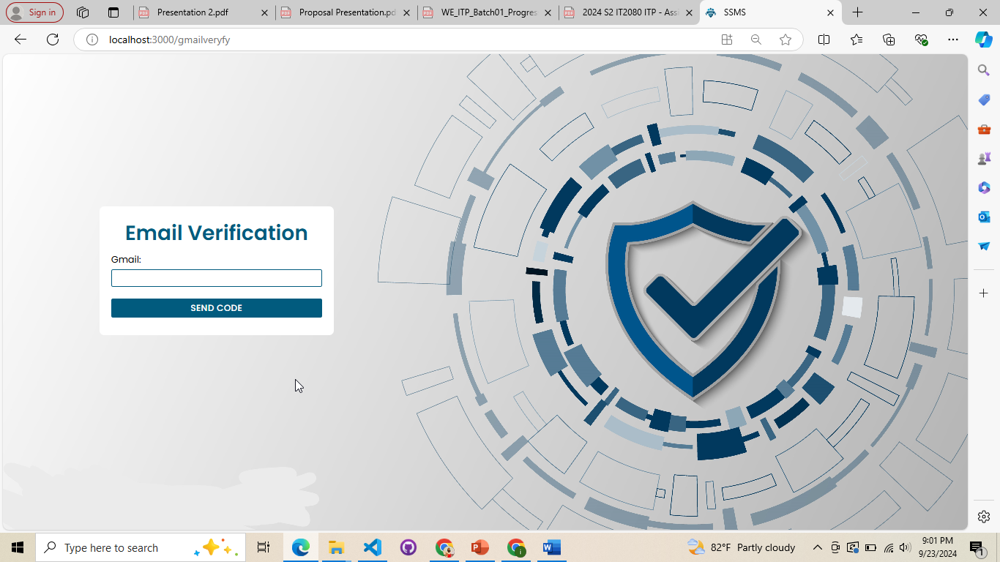 Sign in
Presentation 2.pdf
Proposal Presentation.pd
WE_ITP_Batch01_Progres
2024 S2 IT2080 ITP - Ass
SSMS
localhost:3000/gmailveryfy
Email Verification
Gmail:
SEND CODE
Type here to search
82°F Partly cloudy
9:01 PM
9/23/2024
1